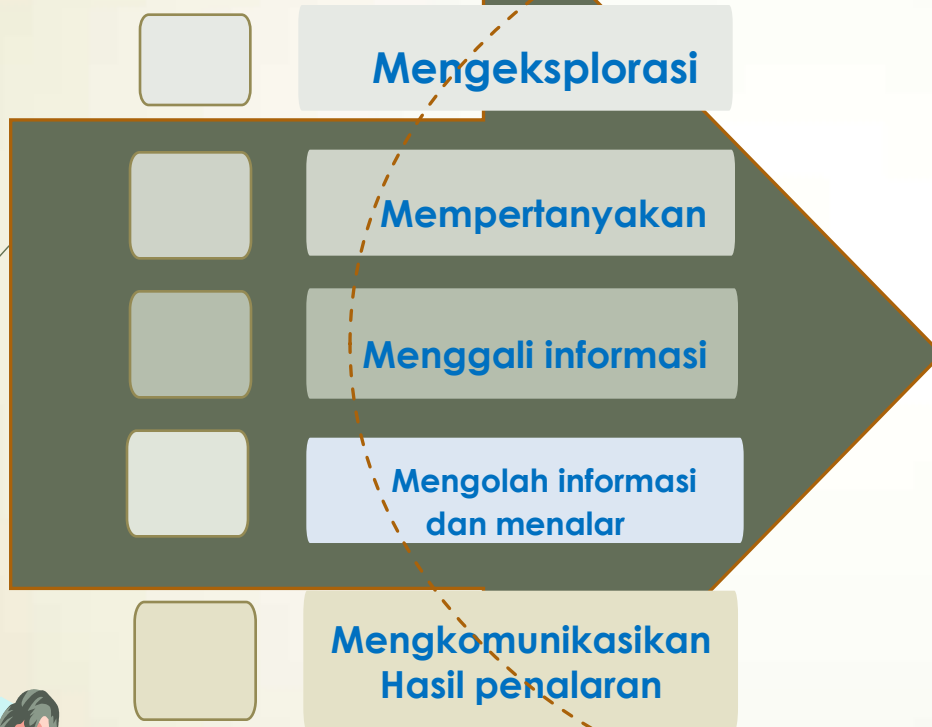 Mengeksplorasi
Mempertanyakan
Menggali informasi
Mengolah informasi
dan menalar
Mengkomunikasikan
Hasil penalaran